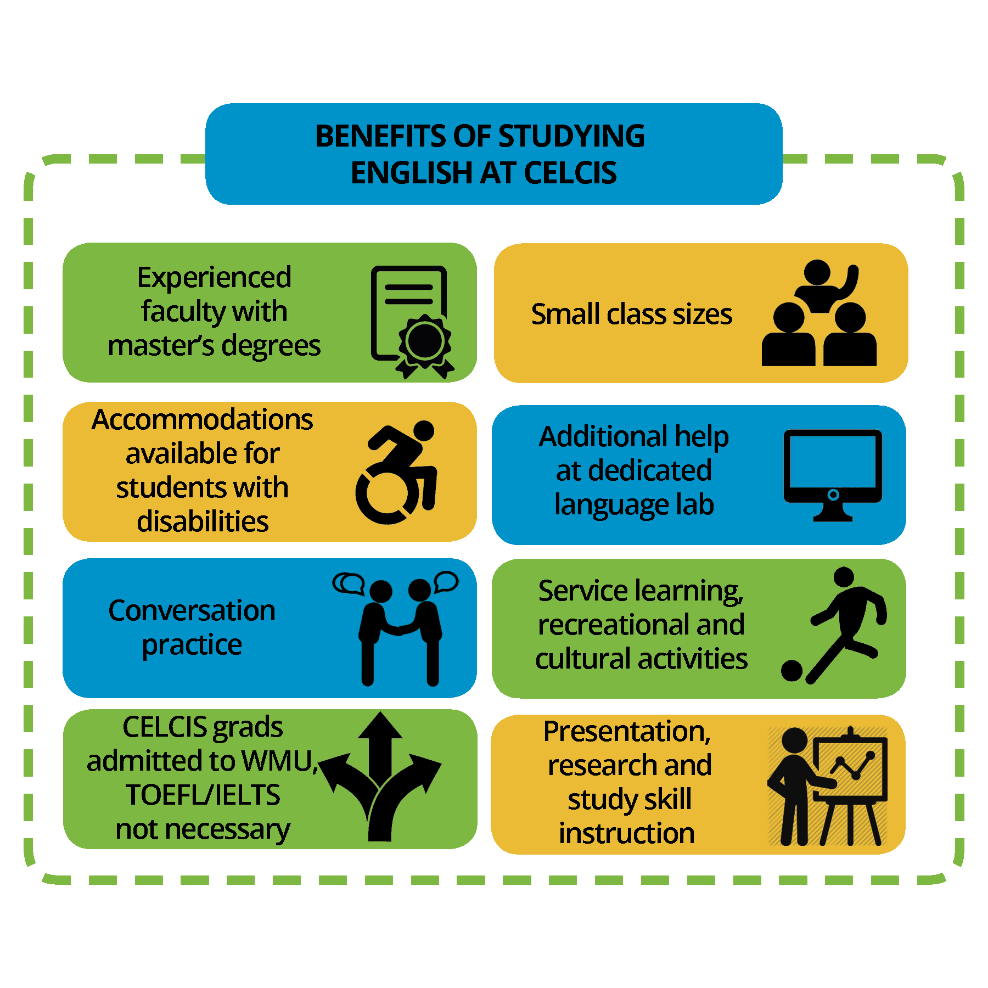 BENEFITS OF STUDYING
ENGLISH AT CELCIS
Experienced
faculty with
master’s degrees
Small class sizes
Accommodations
available for
students with
disabilities
Additional help
at dedicated
language lab
Conversation
practice
Service learning,
recreational and
cultural activities
CELCIS grads
admitted to WMU,
TOEFL/IELTS
not necessary
Presentation,
research and
study skill
instruction